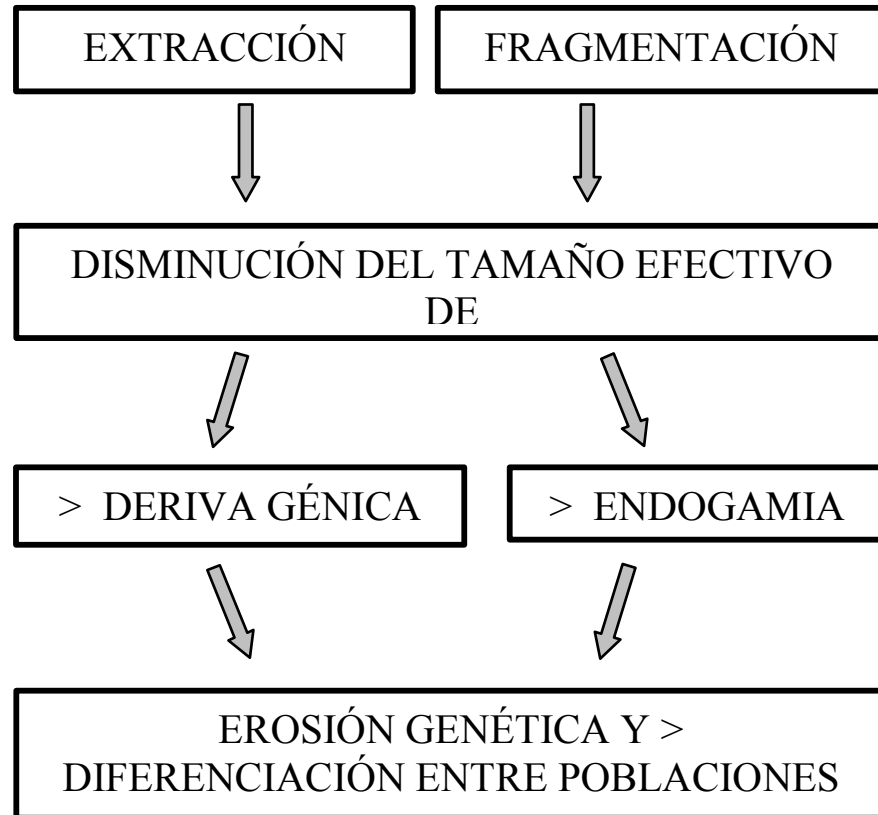 EXTRACCIÓN
FRAGMENTACIÓN
DISMINUCIÓN DEL TAMAÑO EFECTIVO
DE
> DERIVA GÉNICA
> ENDOGAMIA
EROSIÓN GENÉTICA Y >
DIFERENCIACIÓN ENTRE POBLACIONES